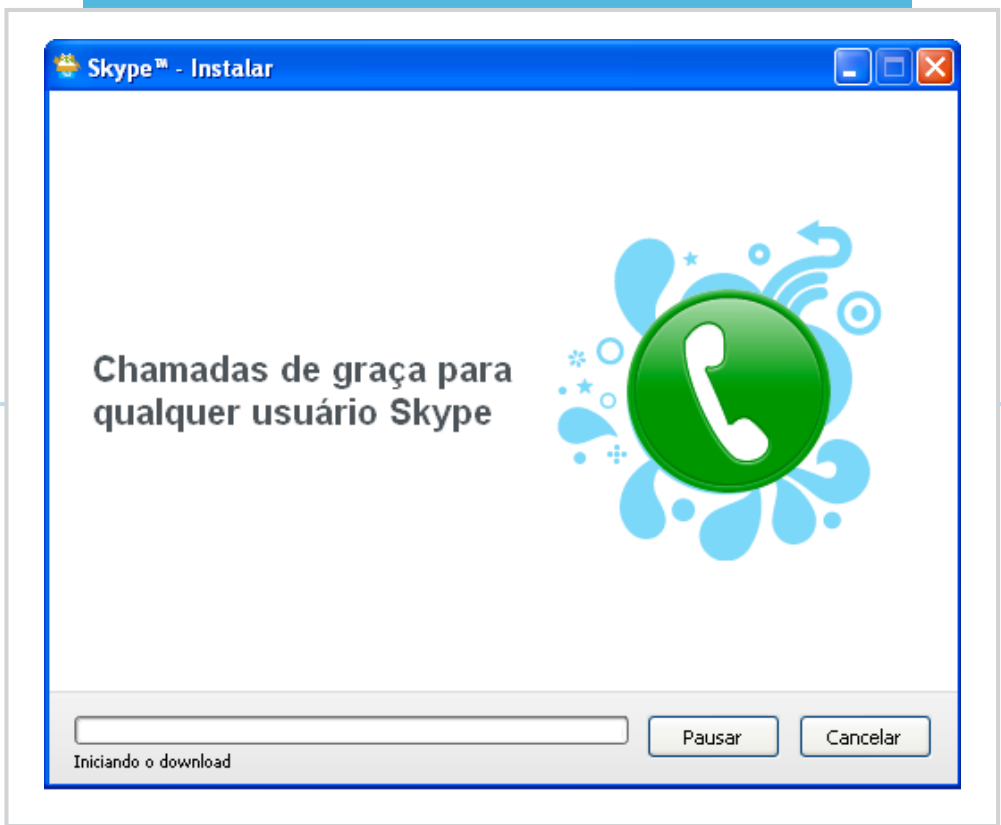 Skype™ - Instalar
Chamadas de graça para
qualquer usuário Skype
Pausar
Cancelar
Iniciando o download